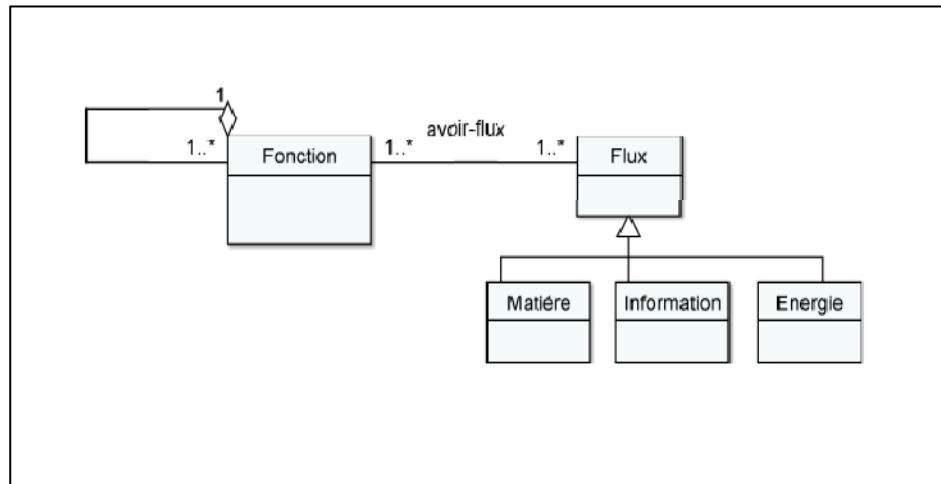 1
avoir-flux
1..* Fonction 1..* 1..* Flux
Matiére Information Energie